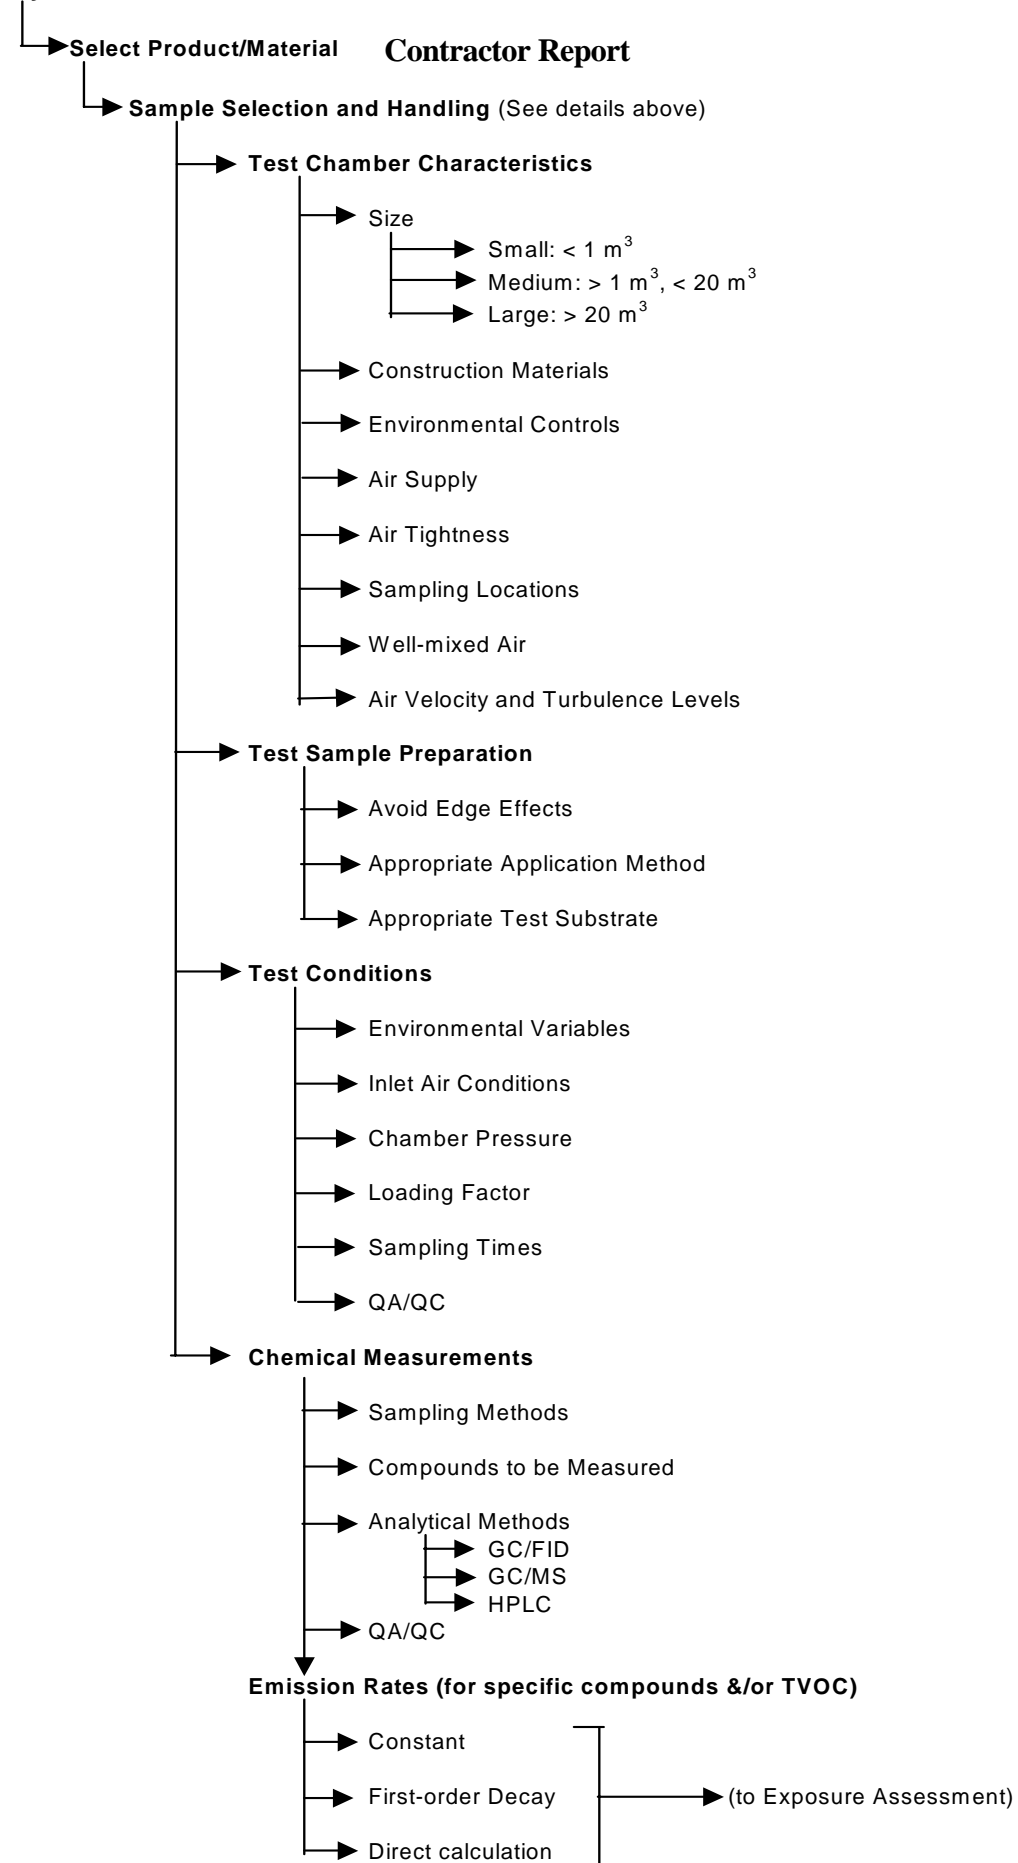 Select Product/Material Contractor Report
Sample Selection and Handling (See details above)
Test Chamber Characteristics
Size
Small: < 1 m³
Medium: > 1 m³, < 20 m³
Large: > 20 m³
Construction Materials
Environmental Controls
Air Supply
Air Tightness
Sampling Locations
Well-mixed Air
Air Velocity and Turbulence Levels
Test Sample Preparation
Avoid Edge Effects
Appropriate Application Method
Appropriate Test Substrate
Test Conditions
Environmental Variables
Inlet Air Conditions
Chamber Pressure
Loading Factor
Sampling Times
QA/QC
Chemical Measurements
Sampling Methods
Compounds to be Measured
Analytical Methods
GC/FID
GC/MS
HPLC
QA/QC
Emission Rates (for specific compounds &/or TVOC)
Constant
First-order Decay (to Exposure Assessment)
Direct calculation